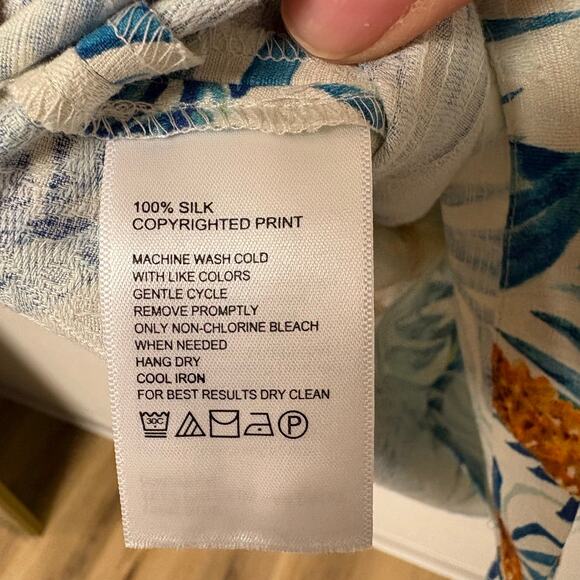 100% SILK
COPYRIGHTED PRINT
MACHINE WASH COLD
WITH LIKE COLORS
GENTLE CYCLE
REMOVE PROMPTLY
ONLY NON-CHLORINE BLEACH
WHEN NEEDED
HANG DRY
COOL IRON
FOR BEST RESULTS DRY CLEAN
30C P